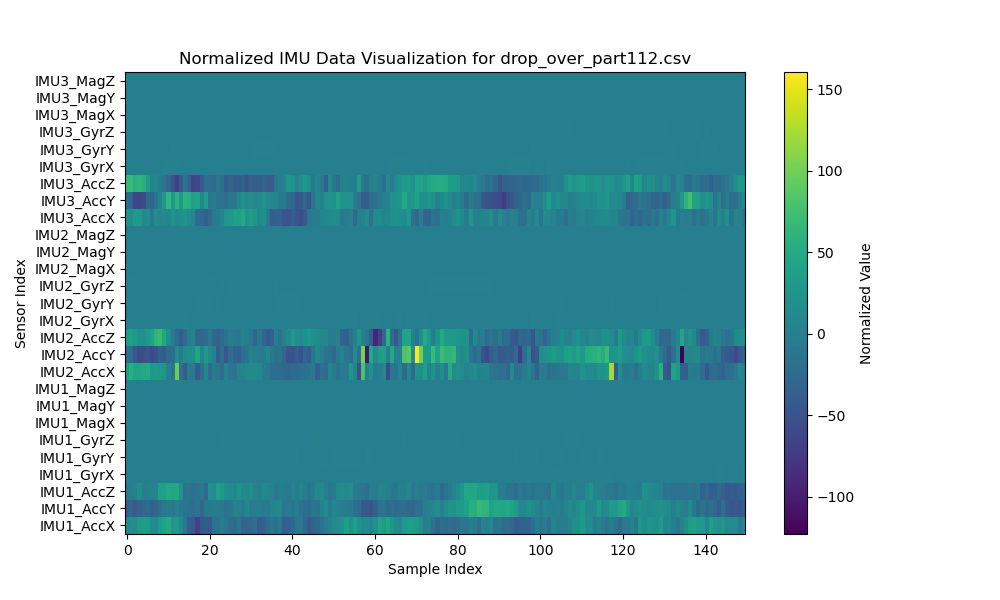 Normalized IMU Data Visualization for drop_over_part112.csv
IMU3_MagZ
IMU3_MagY
IMU3_MagX
IMU3_GyrZ
IMU3_GyrY
IMU3_GyrX
IMU3_AccZ
IMU3_AccY
IMU3_AccX
IMU2_MagZ
IMU2_MagY
IMU2_MagX
IMU2_GyrZ
IMU2_GyrY
IMU2_GyrX
IMU2_AccZ
IMU2_AccY
IMU2_AccX
IMU1_MagZ
IMU1_MagY
IMU1_MagX
IMU1_GyrZ
IMU1_GyrY
IMU1_GyrX
IMU1_AccZ
IMU1_AccY
IMU1_AccX
Sensor Index
0 20 40 60 80 100 120 140
Sample Index
150
100
50
0
−50
−100
Normalized Value